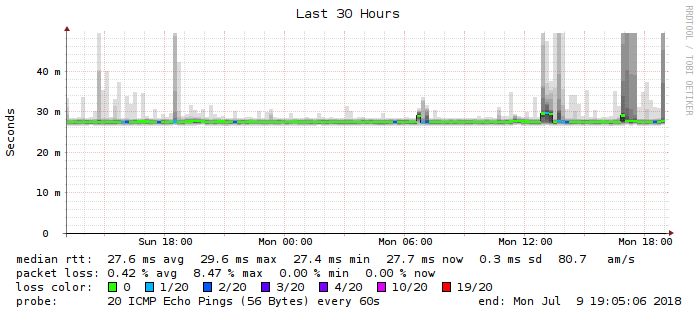 Last 30 Hours
RRDTOOL / TOBI OETIKER
Seconds
40 m
30 m
20 m
10 m
0
Sun 18:00 Mon 00:00 Mon 06:00 Mon 12:00 Mon 18:00
median rtt: 27.6 ms avg 29.6 ms max 27.4 ms min 27.7 ms now 0.3 ms sd 80.7 am/s
packet loss: 0.42 % avg 8.47 % max 0.00 % min 0.00 % now
loss color: 0 1/20 2/20 3/20 4/20 10/20 19/20
probe: 20 ICMP Echo Pings (56 Bytes) every 60s end: Mon Jul 9 19:05:06 2018